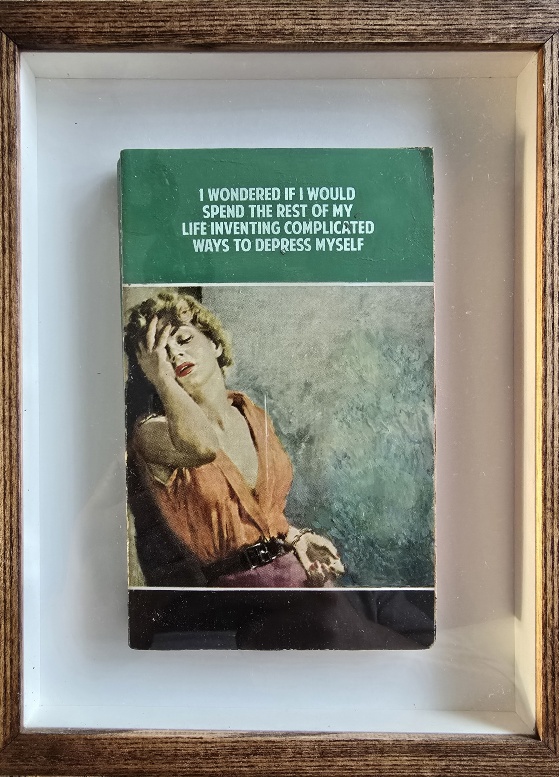 I WONDERED IF I WOULD
SPEND THE REST OF MY
LIFE INVENTING COMPLICATED
WAYS TO DEPRESS MYSELF